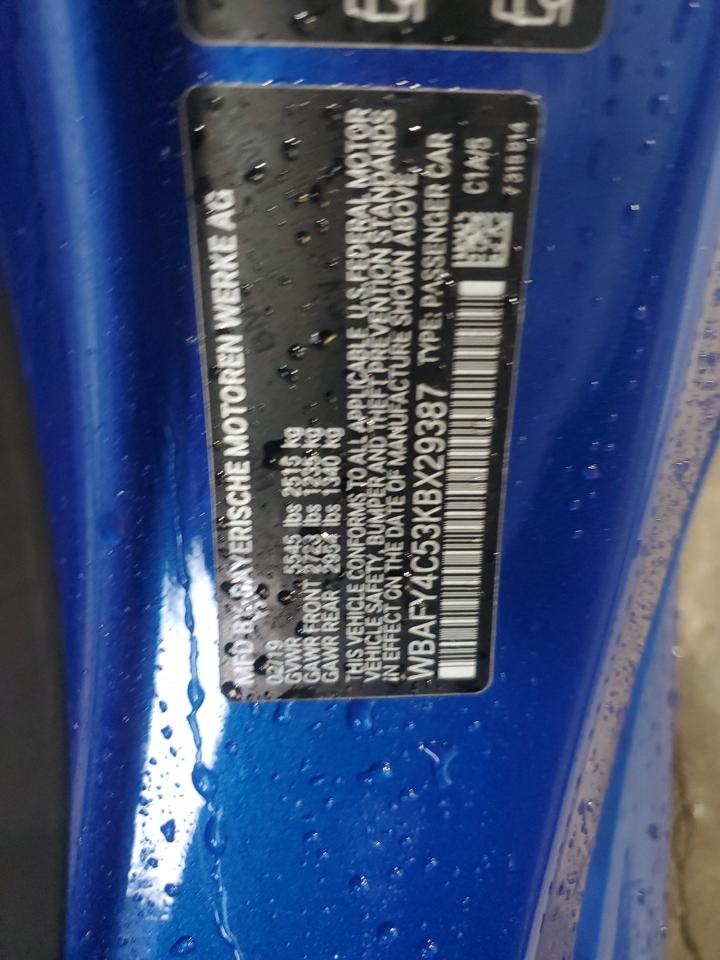 MFD BY BAYERISCHE MOTOREN WERKE AG
02/19
GVWR 5545 lbs 2515 kg
GAWR FRONT 2723 lbs 1235 kg
GAWR REAR 2954 lbs 1340 kg
THIS VEHICLE CONFORMS TO ALL APPLICABLE U.S. FEDERAL MOTOR
VEHICLE SAFETY, BUMPER AND THEFT PREVENTION STANDARDS
IN EFFECT ON THE DATE OF MANUFACTURE SHOWN ABOVE.
WBAFY4C53KBX29387 TYPE: PASSENGER CAR
C1A/5
7316914